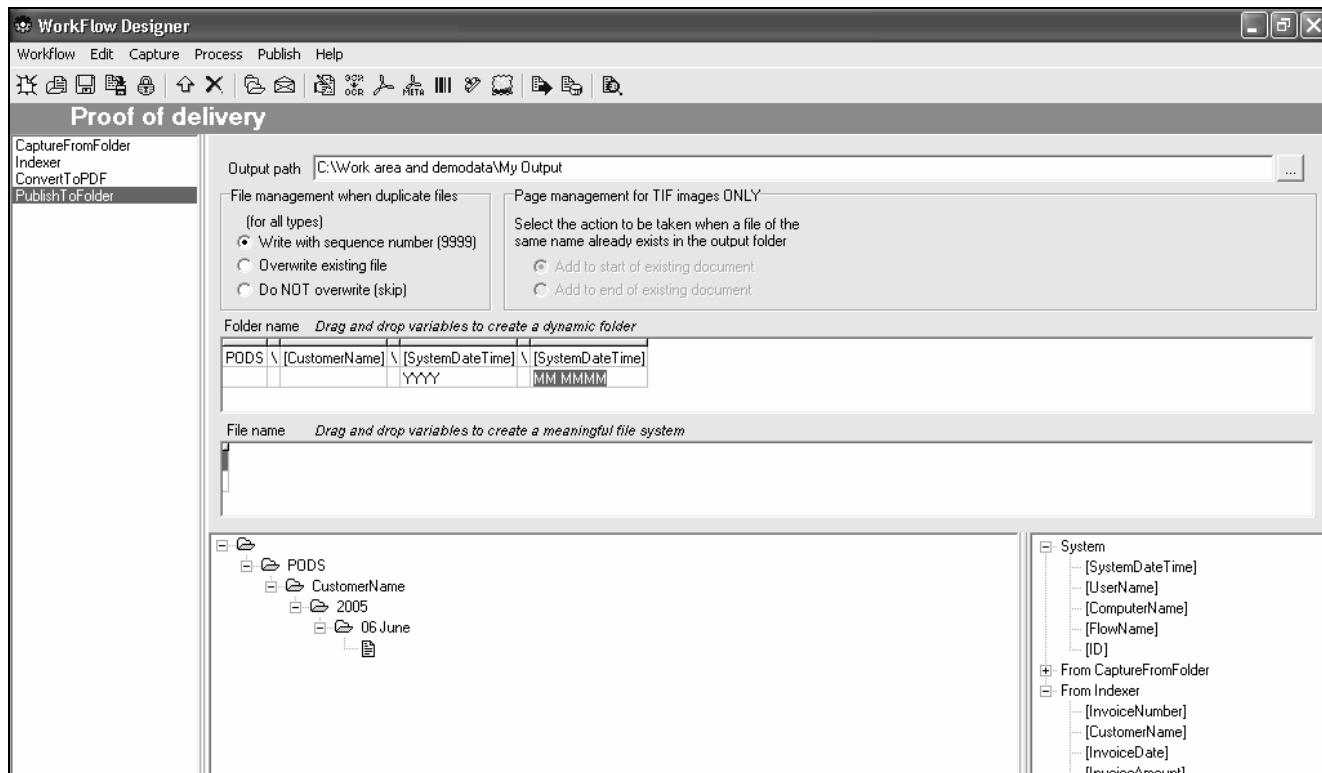 WorkFlow Designer
Workflow Edit Capture Process Publish Help
OCR
OCR META
Proof of delivery
CaptureFromFolder
Indexer
ConvertToPDF
PublishToFolder
Output path C:\Work area and demodata\My Output ...
File management when duplicate files
(for all types)
Write with sequence number (9999)
Overwrite existing file
Do NOT overwrite (skip)
Page management for TIF images ONLY
Select the action to be taken when a file of the
same name already exists in the output folder
Add to start of existing document
Add to end of existing document
Folder name Drag and drop variables to create a dynamic folder
PODS \ [CustomerName] \ [SystemDateTime] \ [SystemDateTime]
YYYY MM MMMM
File name Drag and drop variables to create a meaningful file system
PODS
CustomerName
2005
06 June
System
[SystemDateTime]
[UserName]
[ComputerName]
[FlowName]
[ID]
From CaptureFromFolder
From Indexer
[InvoiceNumber]
[CustomerName]
[InvoiceDate]
[InvoiceAmount]